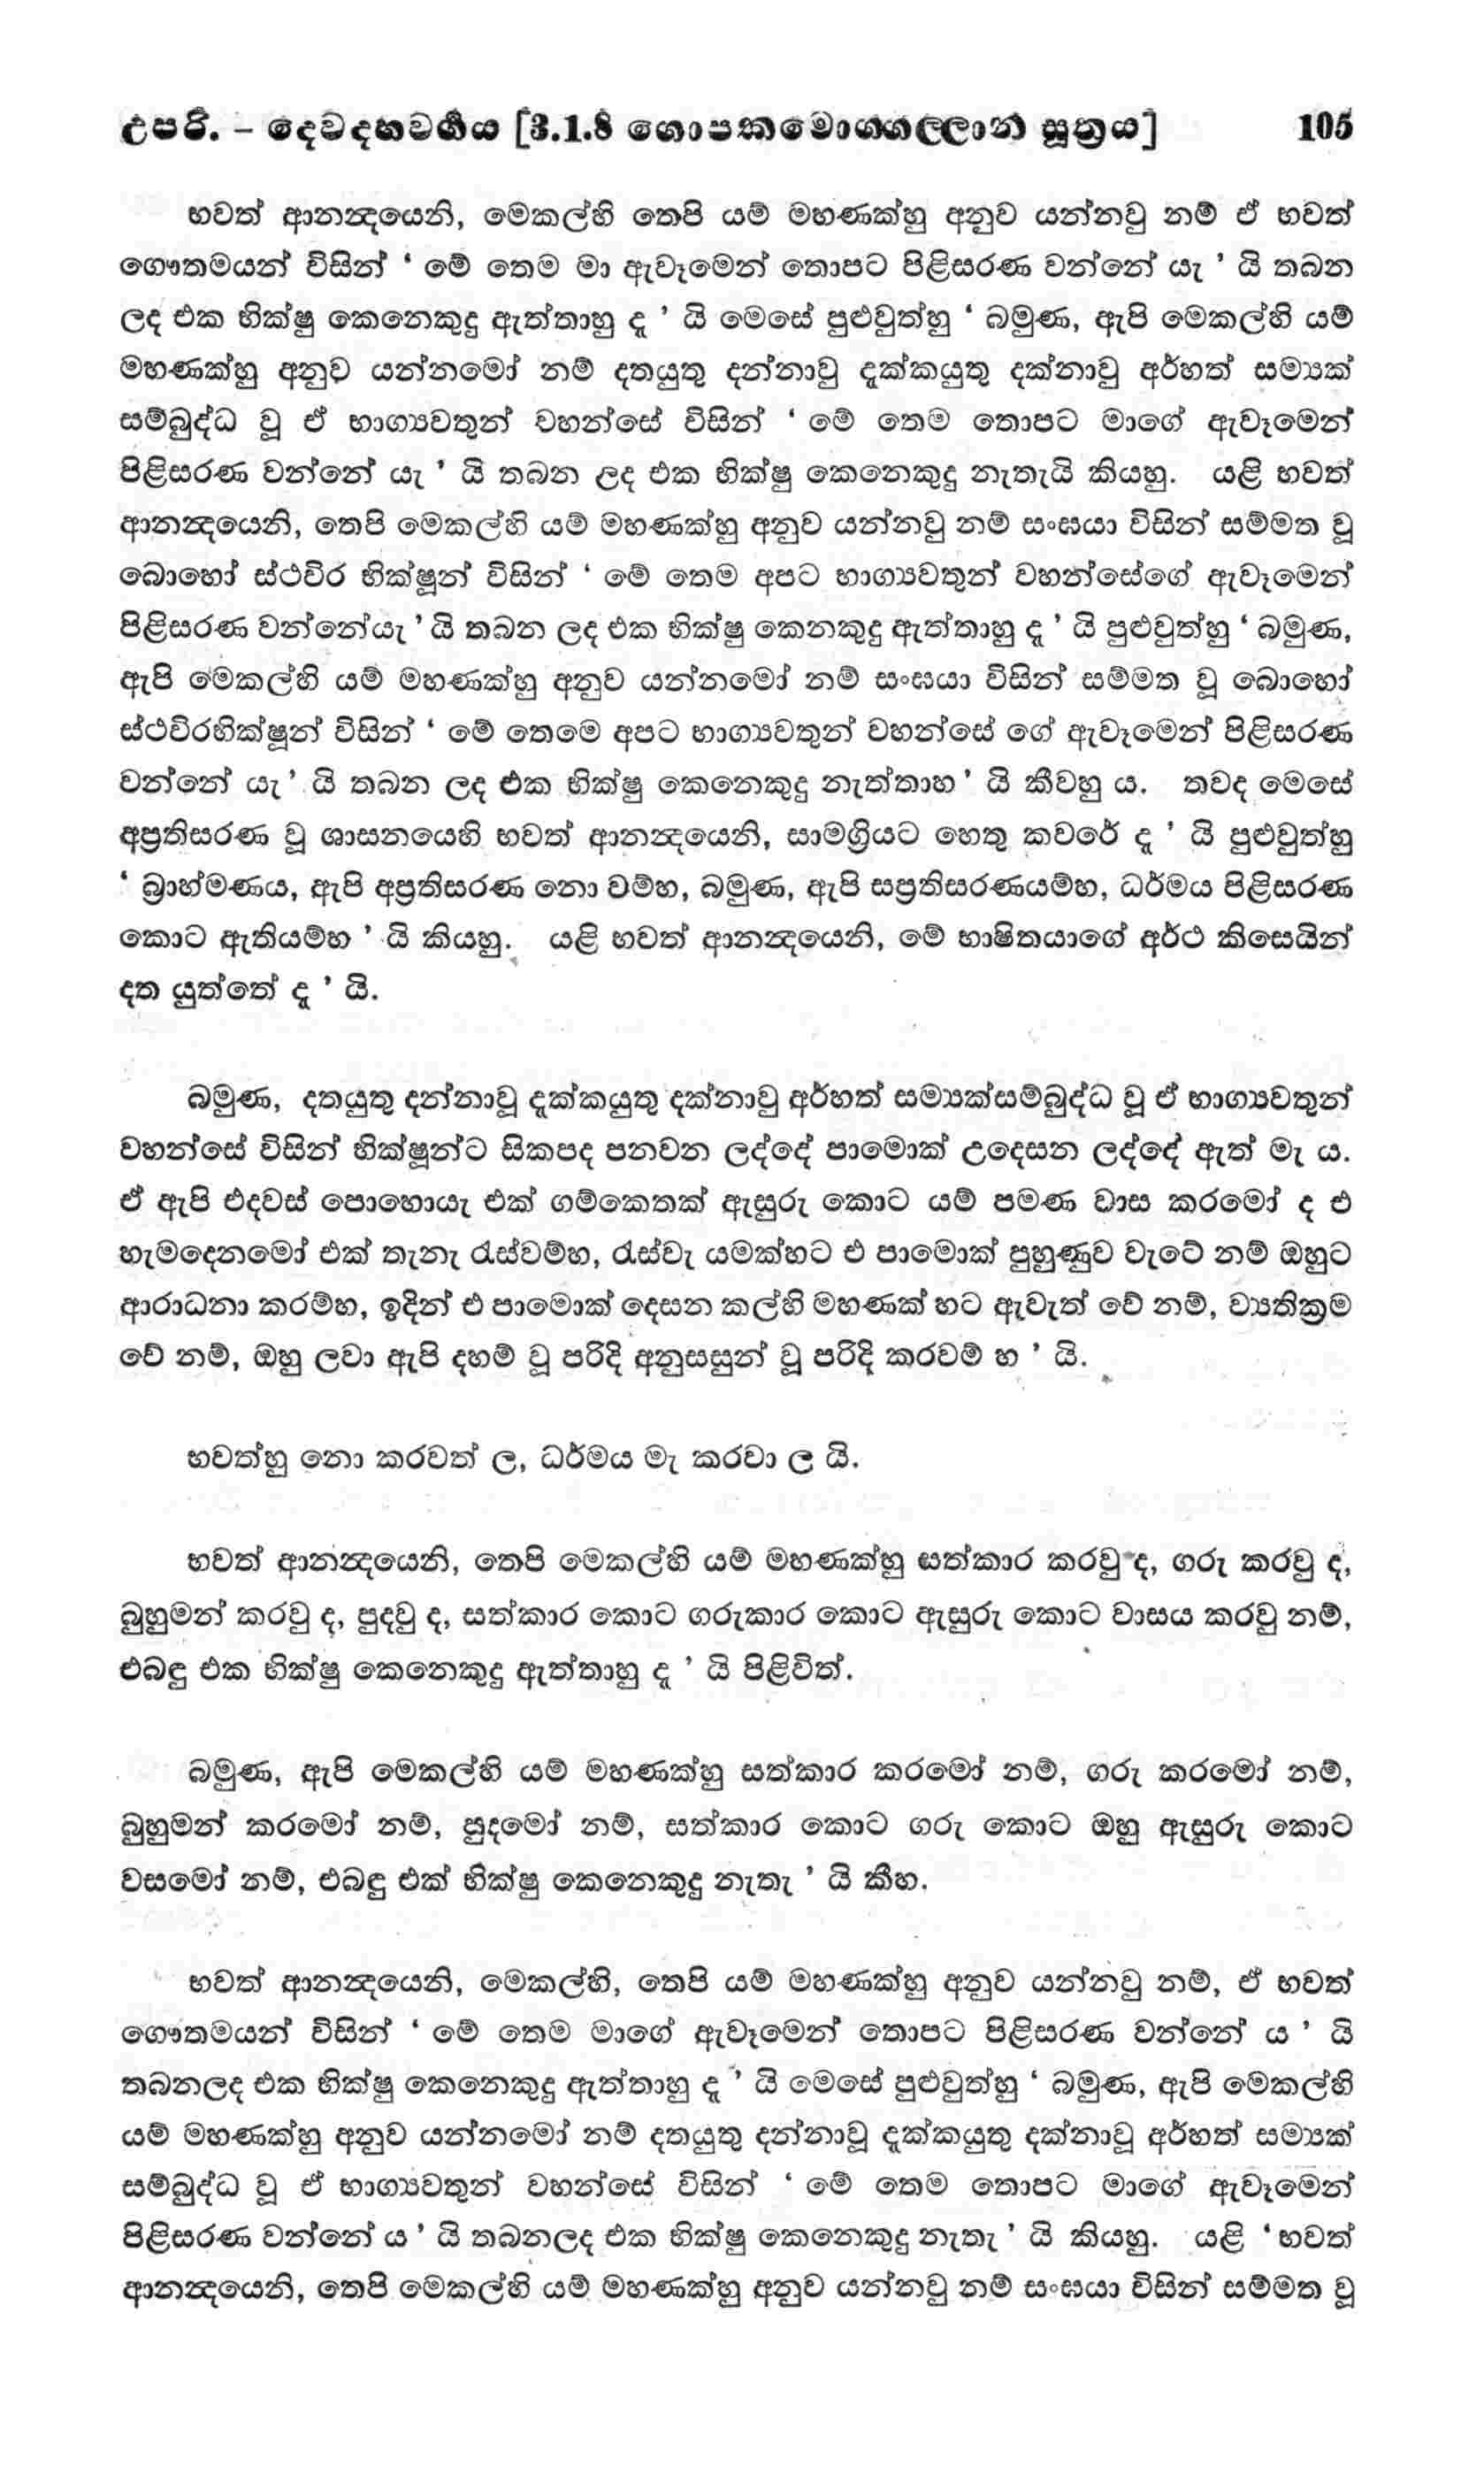 උපරි. – දෙවදහවර්‍ගය [3.1.8 ගොපකමොග්ගල්ලාන සූත්‍රය] 105
භවත් ආනන්‍දයෙනි, මෙකල්හි තෙපි යම් මහණක්හු අනුව යන්නවු නම් ඒ භවත්
ගෞතමයන් විසින් ‘ මේ තෙම මා ඇවෑමෙන් තොපට පිළිසරණ වන්නේ යැ ’ යි තබන
ලද එක භික්ෂු කෙනෙකුදු ඇත්තාහු දැ ’ යි මෙසේ පුළුවුත්හු ‘ බමුණ, ඇපි මෙකල්හි යම්
මහණක්හු අනුව යන්නමෝ නම් දතයුතු දන්නාවු දැක්කයුතු දක්නාවු අර්හත් සම්‍යක්
සම්බුද්ධ වූ ඒ භාග්‍යවතුන් වහන්සේ විසින් ‘ මේ තෙම තොපට මාගේ ඇවෑමෙන්
පිළිසරණ වන්නේ යැ ’ යි තබන ලද එක භික්ෂු කෙනෙකුදු නැතැයි කියහු. යළි භවත්
ආනන්‍දයෙනි, තෙපි මෙකල්හි යම් මහණක්හු අනුව යන්නවු නම් සංඝයා විසින් සම්මත වූ
බොහෝ ස්ථවිර භික්ෂූන් විසින් ‘ මේ තෙම අපට භාග්‍යවතුන් වහන්සේගේ ඇවෑමෙන්
පිළිසරණ වන්නේයැ ’ යි තබන ලද එක භික්ෂු කෙනකුදු ඇත්තාහු දැ ’ යි පුළුවුත්හු ‘ බමුණ,
ඇපි මෙකල්හි යම් මහණක්හු අනුව යන්නමෝ නම් සංඝයා විසින් සම්මත වූ බොහෝ
ස්ථවිරභික්ෂූන් විසින් ‘ මේ තෙමෙ අපට භාග්‍යවතුන් වහන්සේ ගේ ඇවෑමෙන් පිළිසරණ
වන්නේ යැ ’ යි තබන ලද එක භික්ෂු කෙනෙකුදු නැත්තාහ ’ යි කීවහු ය. තවද මෙසේ
අප්‍රතිසරණ වූ ශාසනයෙහි භවත් ආනන්‍දයෙනි, සාමග්‍රියට හෙතු කවරේ දැ ’ යි පුළුවුත්හු
‘ බ්‍රාහ්මණය, ඇපි අප්‍රතිසරණ නො වම්හ, බමුණ, ඇපි සප්‍රතිසරණයම්හ, ධර්මය පිළිසරණ
කොට ඇතියම්හ ’ යි කියහු. යළි භවත් ආනන්‍දයෙනි, මේ භාෂිතයාගේ අර්ථ කිසෙයින්
දත යුත්තේ දැ ’ යි.
බමුණ, දතයුතු දන්නාවූ දැක්කයුතු දක්නාවු අර්හත් සම්‍යක්සම්බුද්ධ වූ ඒ භාග්‍යවතුන්
වහන්සේ විසින් භික්ෂූන්ට සිකපද පනවන ලද්දේ පාමොක් උදෙසන ලද්දේ ඇත් මැ ය.
ඒ ඇපි එදවස් පොහොයැ එක් ගම්කෙතක් ඇසුරු කොට යම් පමණ වාස කරමෝ ද එ
හැමදෙනමෝ එක් තැනැ රැස්වම්හ, රැස්වැ යමක්හට එ පාමොක් පුහුණුව වැටේ නම් ඔහුට
ආරාධනා කරම්හ, ඉදින් එ පාමොක් දෙසන කල්හි මහණක් හට ඇවැත් වේ නම්, ව්‍යතික්‍රම
වේ නම්, ඔහු ලවා ඇපි දහම් වූ පරිදි අනුසසුන් වූ පරිදි කරවම් හ ’ යි.
භවත්හු නො කරවත් ල, ධර්මය මැ කරවා ල යි.
භවත් ආනන්‍දයෙනි, තෙපි මෙකල්හි යම් මහණක්හු සත්කාර කරවු ද, ගරු කරවු ද,
බුහුමන් කරවු ද, පුදවු ද, සත්කාර කොට ගරුකාර කොට ඇසුරු කොට වාසය කරවු නම්,
එබඳු එක භික්ෂු කෙනෙකුදු ඇත්තාහු දැ ’ යි පිළිවිත්.
බමුණ, ඇපි මෙකල්හි යම් මහණක්හු සත්කාර කරමෝ නම්, ගරු කරමෝ නම්,
බුහුමන් කරමෝ නම්, පුදමෝ නම්, සත්කාර කොට ගරු කොට ඔහු ඇසුරු කොට
වසමෝ නම්, එබඳු එක් භික්ෂු කෙනෙකුදු නැතැ ’ යි කීහ.
භවත් ආනන්‍දයෙනි, මෙකල්හි, තෙපි යම් මහණක්හු අනුව යන්නවු නම්, ඒ භවත්
ගෞතමයන් විසින් ‘ මේ තෙම මාගේ ඇවෑමෙන් තොපට පිළිසරණ වන්නේ ය ’ යි
තබනලද එක භික්ෂු කෙනෙකුදු ඇත්තාහු දැ ’ යි මෙසේ පුළුවුත්හු ‘ බමුණ, ඇපි මෙකල්හි
යම් මහණක්හු අනුව යන්නමෝ නම් දතයුතු දන්නාවූ දැක්කයුතු දක්නාවූ අර්හත් සම්‍යක්
සම්බුද්ධ වූ ඒ භාග්‍යවතුන් වහන්සේ විසින් ‘ මේ තෙම තොපට මාගේ ඇවෑමෙන්
පිළිසරණ වන්නේ ය ’ යි තබනලද එක භික්ෂු කෙනෙකුදු නැතැ ’ යි කියහු. යළි ‘ භවත්
ආනන්‍දයෙනි, තෙපි මෙකල්හි යම් මහණක්හු අනුව යන්නවු නම් සංඝයා විසින් සම්මත වූ